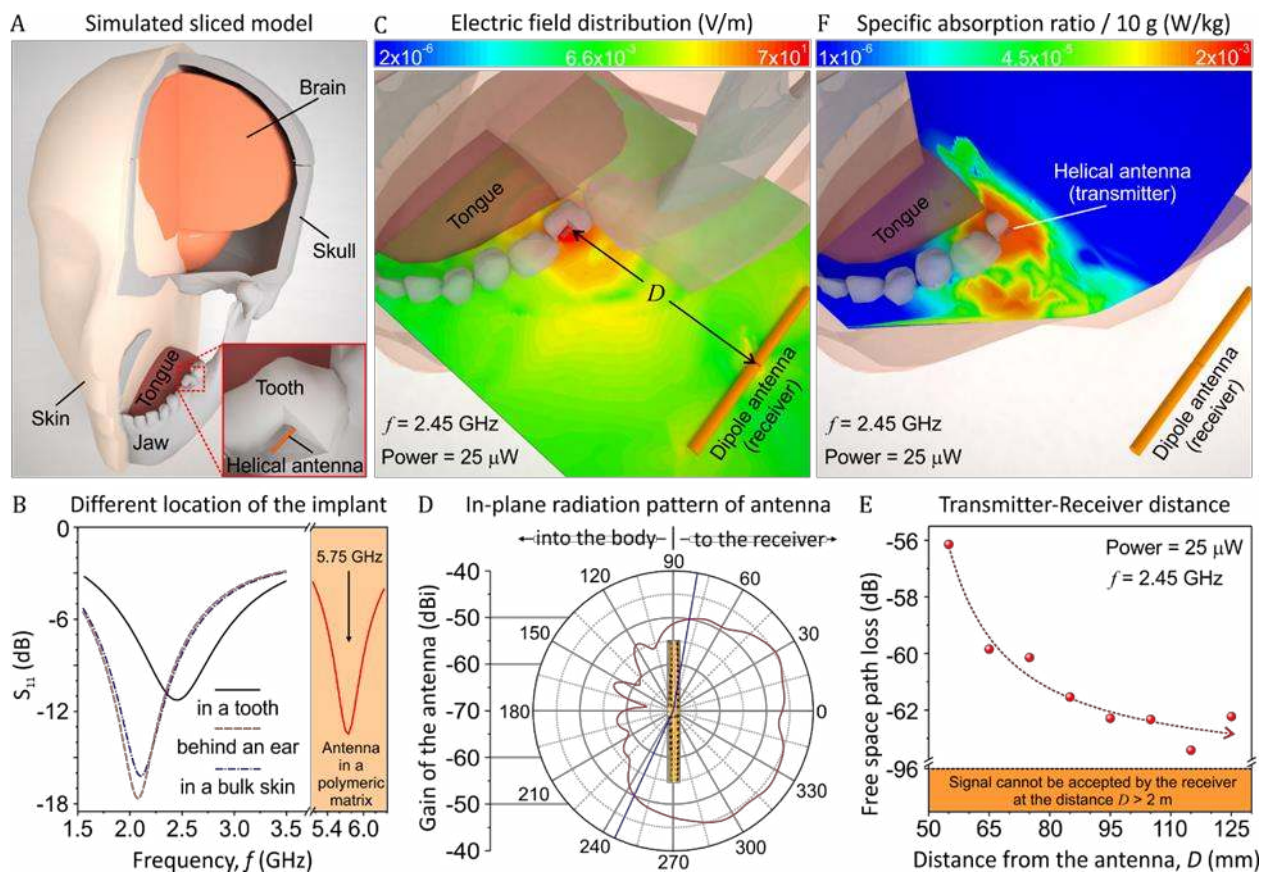 A Simulated sliced model
Brain
Skull
Skin
Tongue
Jaw
Tooth
Helical antenna
C Electric field distribution (V/m)
2x10⁻⁶ 6.6x10⁻³ 7x10¹
Tongue
D
Dipole antenna
(receiver)
f = 2.45 GHz
Power = 25 μW
F Specific absorption ratio / 10 g (W/kg)
1x10⁻⁶ 4.5x10⁻⁵ 2x10⁻³
Helical antenna
(transmitter)
Tongue
Dipole antenna
(receiver)
f = 2.45 GHz
Power = 25 μW
B Different location of the implant
0
-6
-12
-18
S₁₁ (dB)
5.75 GHz
in a tooth
behind an ear
in a bulk skin
Antenna
in a
polymeric
matrix
1.5 2.0 2.5 3.0 3.5 5.4 6.0
Frequency, f (GHz)
D In-plane radiation pattern of antenna
into the body to the receiver
Gain of the antenna (dBi)
-40
-50
-60
-70
-60
-50
-40
90
60
30
0
330
300
270
240
210
180
150
120
E Transmitter-Receiver distance
Power = 25 μW
f = 2.45 GHz
Free space path loss (dB)
-56
-58
-60
-62
-96
Signal cannot be accepted by the receiver
at the distance D > 2 m
50 65 80 95 110 125
Distance from the antenna, D (mm)